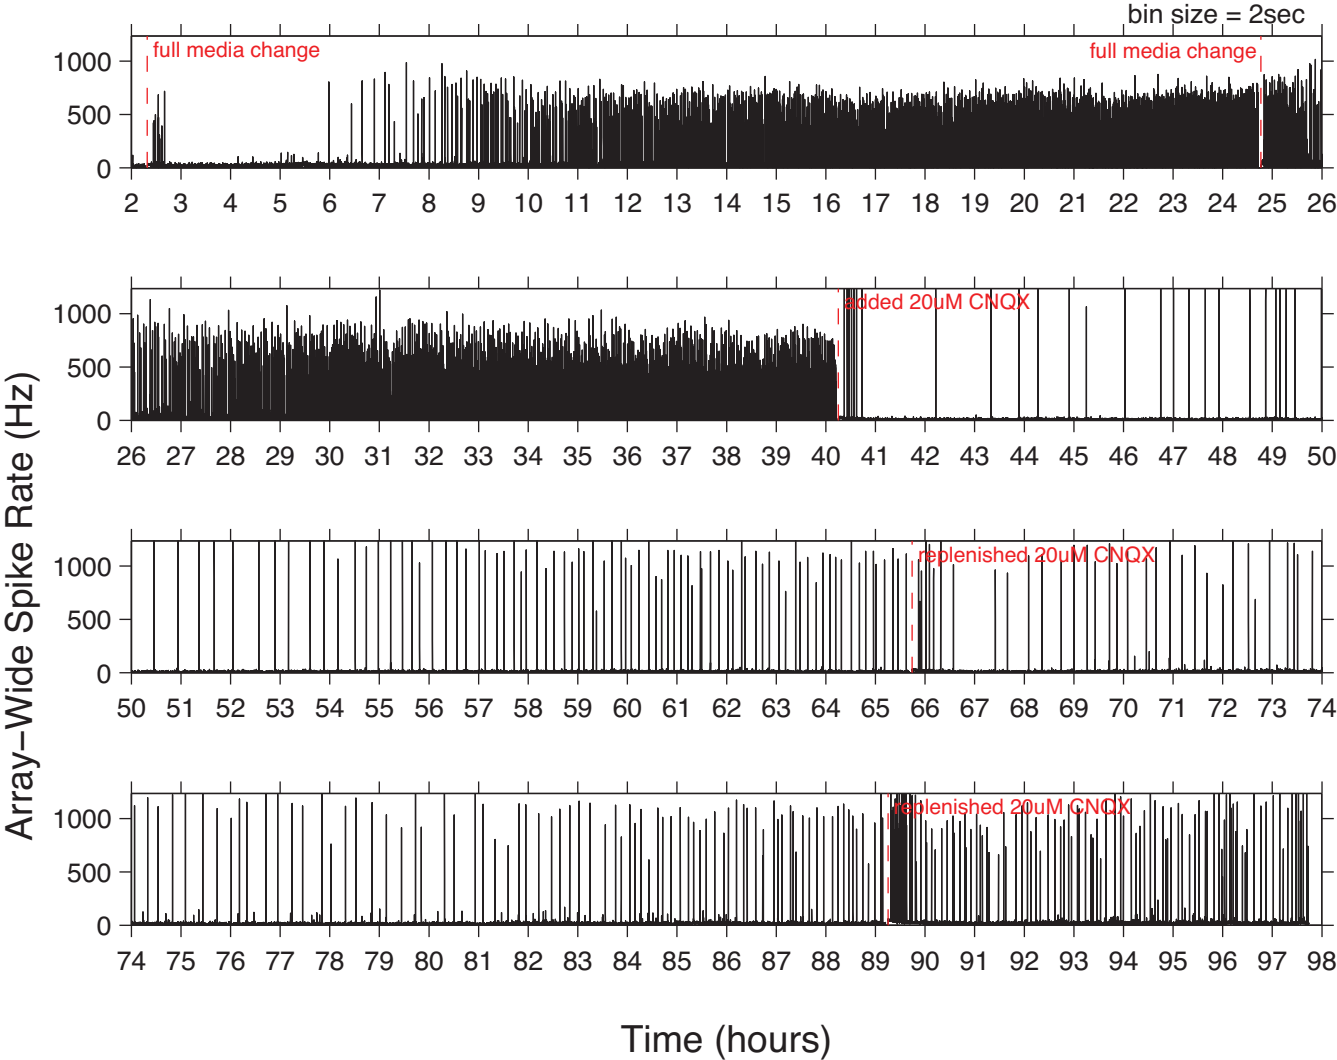 bin size = 2sec
full media change
full media change
1000
500
0
2 3 4 5 6 7 8 9 10 11 12 13 14 15 16 17 18 19 20 21 22 23 24 25 26
added 20uM CNQX
1000
500
0
26 27 28 29 30 31 32 33 34 35 36 37 38 39 40 41 42 43 44 45 46 47 48 49 50
replenished 20uM CNQX
1000
500
0
50 51 52 53 54 55 56 57 58 59 60 61 62 63 64 65 66 67 68 69 70 71 72 73 74
replenished 20uM CNQX
1000
500
0
74 75 76 77 78 79 80 81 82 83 84 85 86 87 88 89 90 91 92 93 94 95 96 97 98
Array−Wide Spike Rate (Hz)
Time (hours)